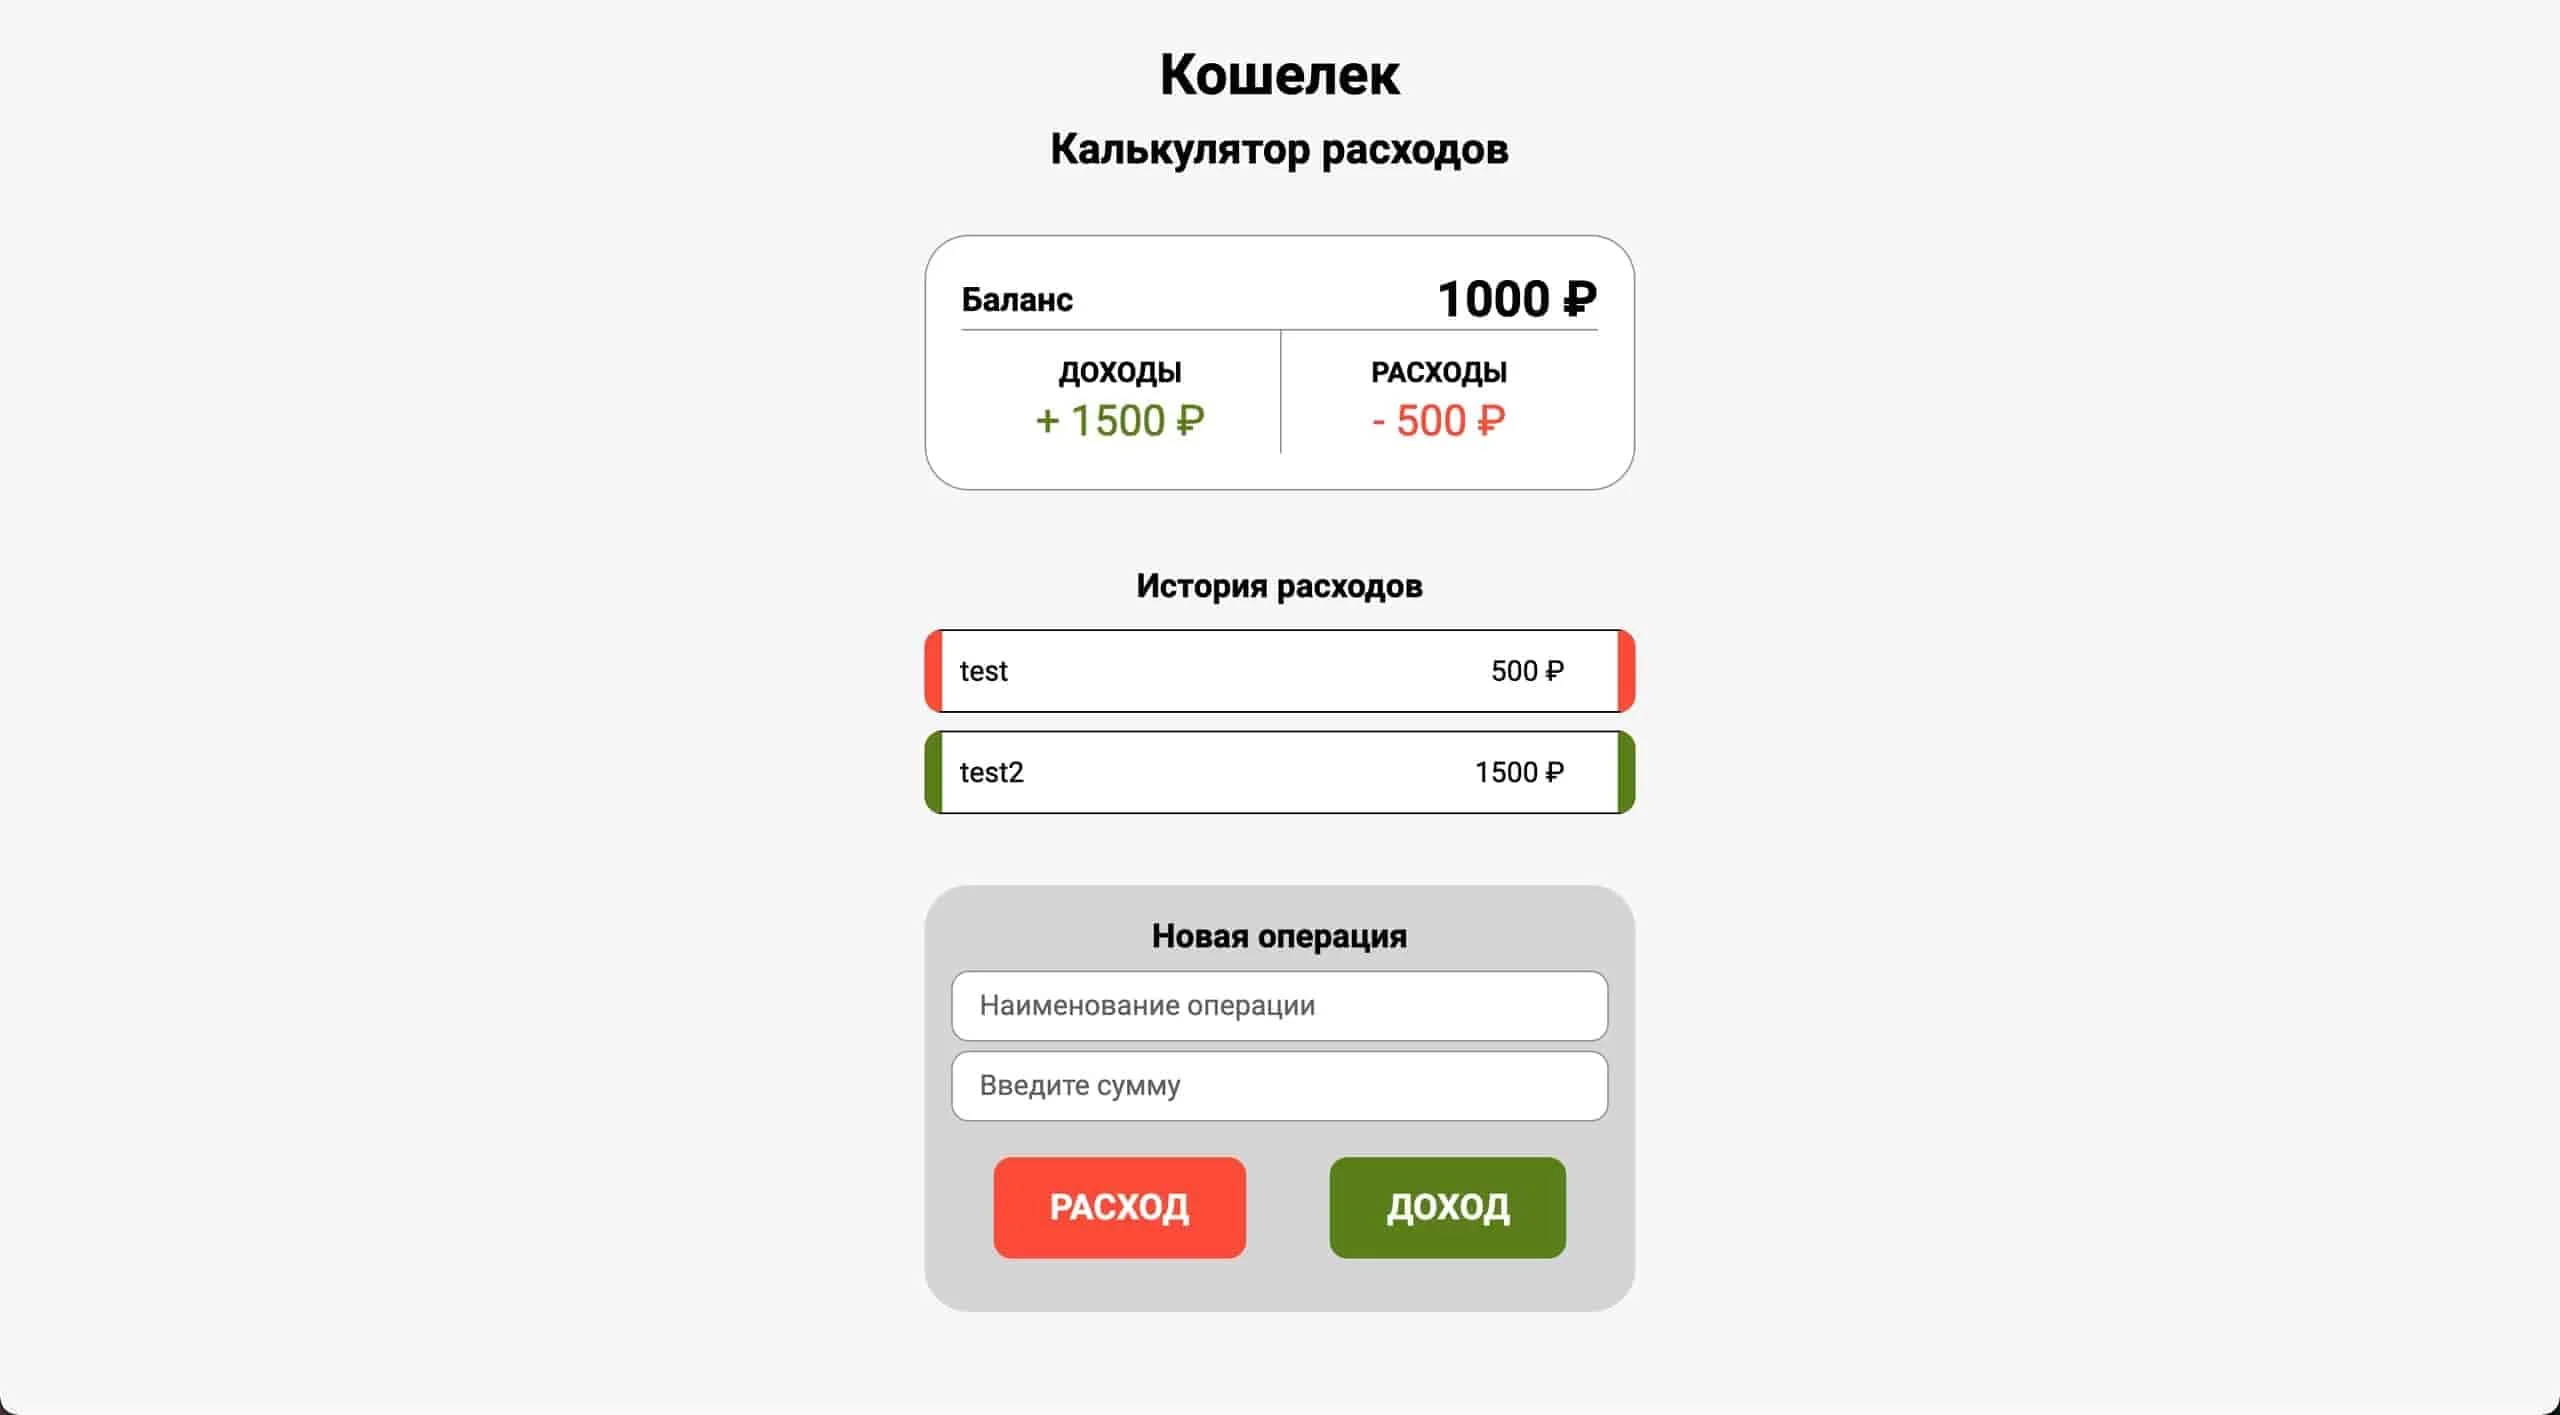 Кошелек
Калькулятор расходов
Баланс 1000 ₽
ДОХОДЫ РАСХОДЫ
+ 1500 ₽ - 500 ₽
История расходов
test 500 ₽
test2 1500 ₽
Новая операция
Наименование операции
Введите сумму
РАСХОД ДОХОД